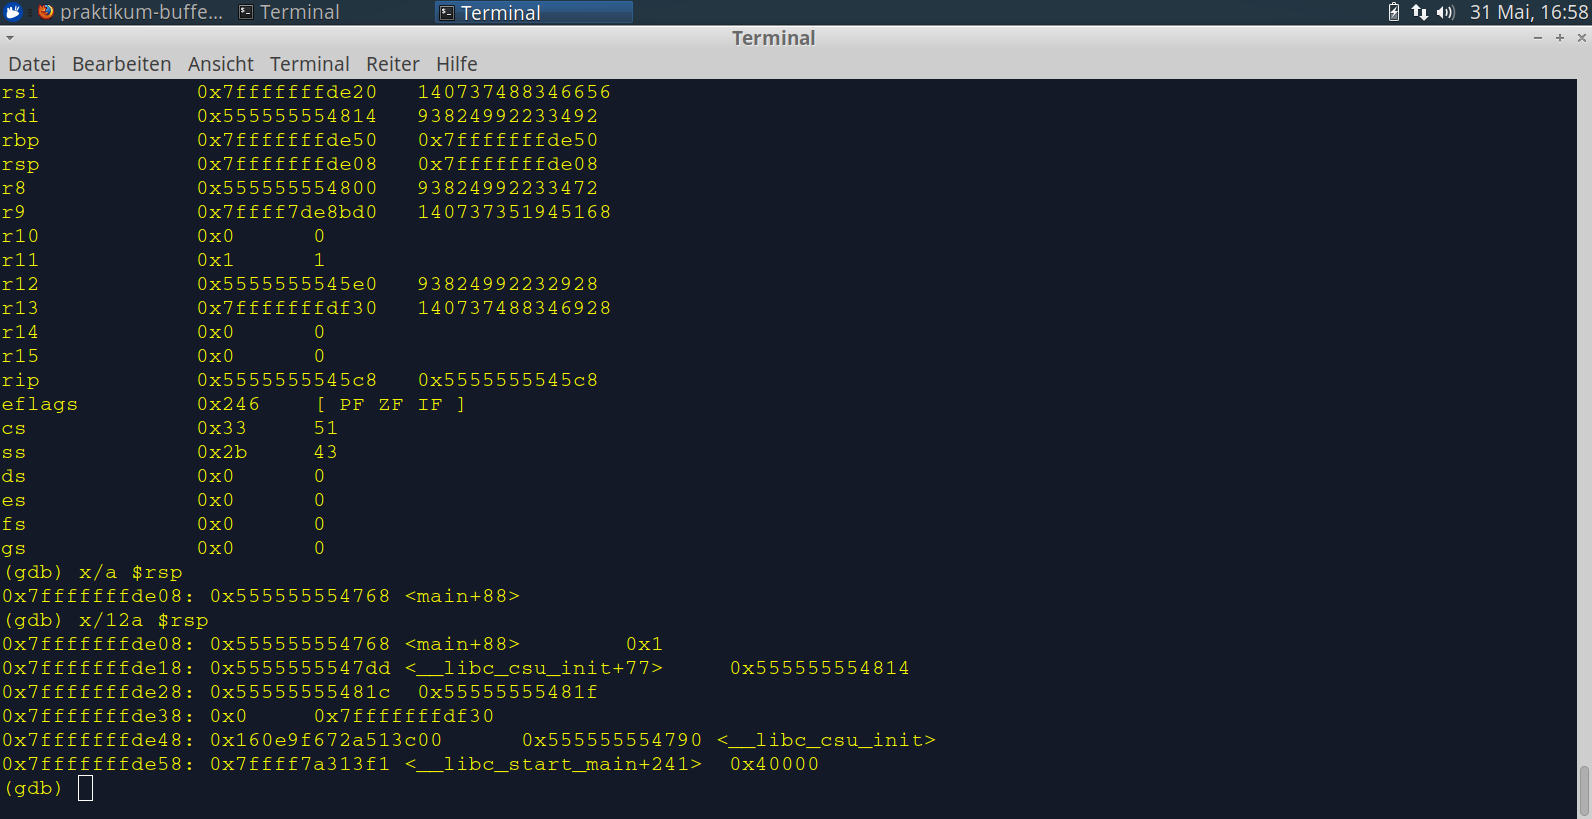 praktikum-buffe... Terminal Terminal 31 Mai, 16:58
Terminal
Datei Bearbeiten Ansicht Terminal Reiter Hilfe
rsi 0x7fffffffde20 140737488346656
rdi 0x555555554814 93824992233492
rbp 0x7fffffffde50 0x7fffffffde50
rsp 0x7fffffffde08 0x7fffffffde08
r8 0x555555554800 93824992233472
r9 0x7ffff7de8bd0 140737351945168
r10 0x0 0
r11 0x1 1
r12 0x5555555545e0 93824992232928
r13 0x7fffffffdf30 140737488346928
r14 0x0 0
r15 0x0 0
rip 0x5555555545c8 0x5555555545c8
eflags 0x246 [ PF ZF IF ]
cs 0x33 51
ss 0x2b 43
ds 0x0 0
es 0x0 0
fs 0x0 0
gs 0x0 0
(gdb) x/a $rsp
0x7fffffffde08: 0x555555554768 <main+88>
(gdb) x/12a $rsp
0x7fffffffde08: 0x555555554768 <main+88> 0x1
0x7fffffffde18: 0x5555555547dd <__libc_csu_init+77> 0x555555554814
0x7fffffffde28: 0x55555555481c 0x55555555481f
0x7fffffffde38: 0x0 0x7fffffffdf30
0x7fffffffde48: 0x160e9f672a513c00 0x555555554790 <__libc_csu_init>
0x7fffffffde58: 0x7ffff7a313f1 <__libc_start_main+241> 0x40000
(gdb)